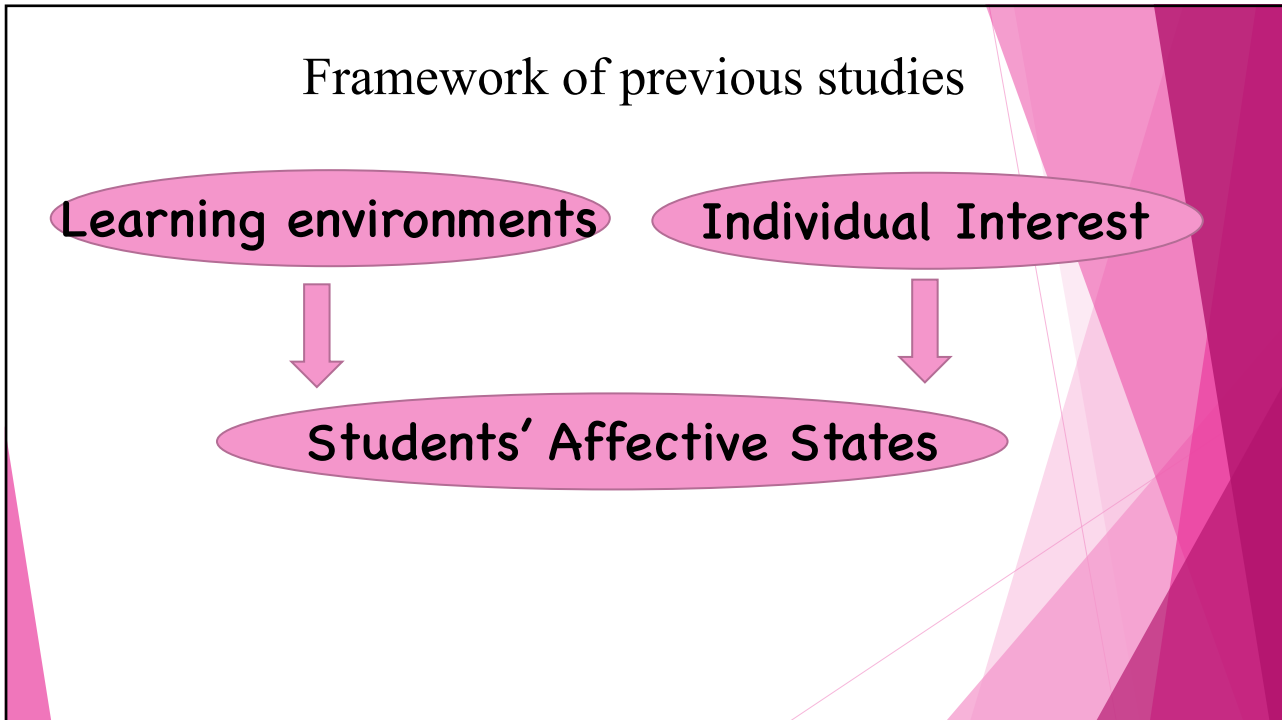 Framework of previous studies
Learning environments
Individual Interest
Students’ Affective States